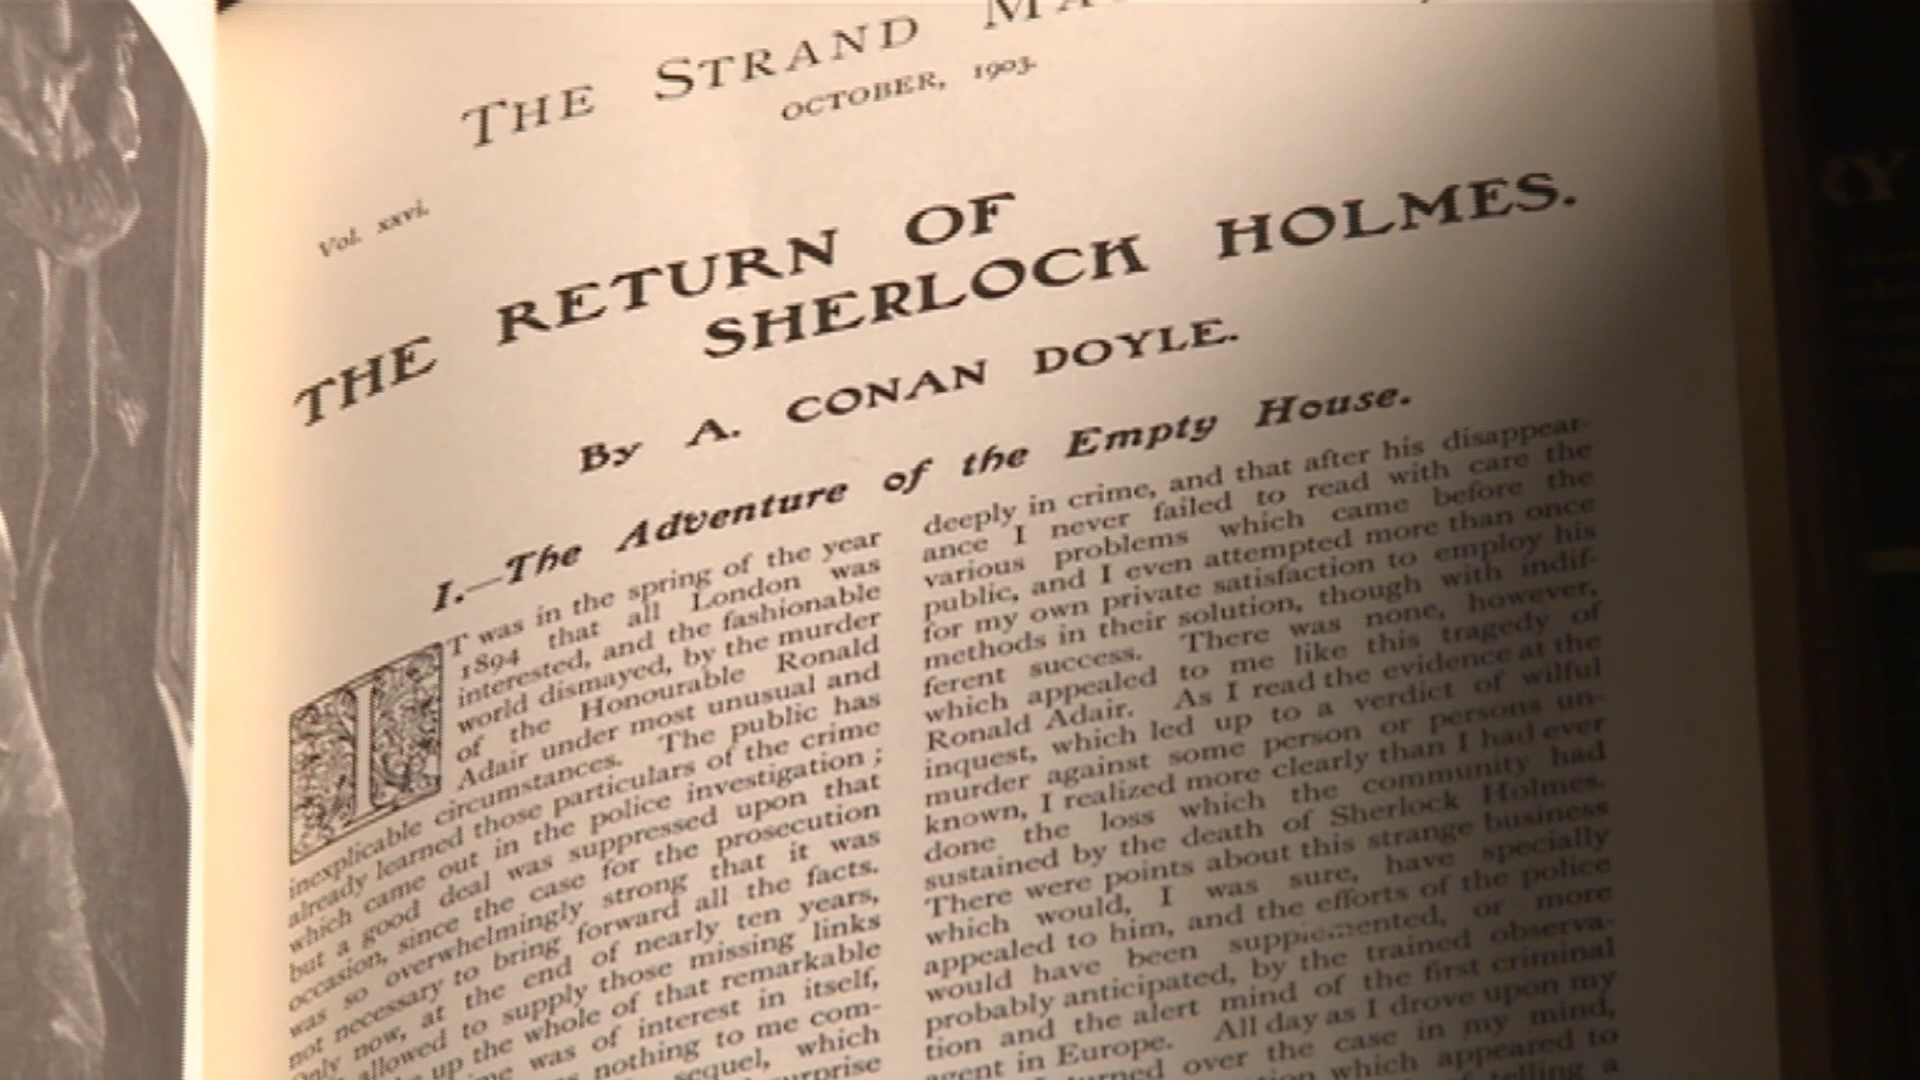 THE STRAND
OCTOBER, 1903.
Vol. xxvi.
THE RETURN OF
SHERLOCK HOLMES.
By A. CONAN DOYLE.
I.—The Adventure of the Empty House.
IT was in the spring of the year
1894 that all London was
interested, and the fashionable
world dismayed, by the murder
of the Honourable Ronald
Adair under most unusual and
inexplicable circumstances. The public has
already learned those particulars of the crime
which came out in the police investigation;
but a good deal was suppressed upon that
occasion, since the case for the prosecution
was so overwhelmingly strong that it was
not necessary to bring forward all the facts.
Only now, at the end of nearly ten years,
allowed to supply those missing links
up the whole of that remarkable
was of interest in itself,
nothing to me com-
sequel, which
deeply in crime, and that after his disappear-
ance I never failed to read with care the
various problems which came before the
public, and I even attempted more than once
for my own private satisfaction to employ his
methods in their solution, though with indif-
ferent success. There was none, however,
which appealed to me like this tragedy of
Ronald Adair. As I read the evidence at the
inquest, which led up to a verdict of wilful
murder against some person or persons un-
known, I realized more clearly than I had ever
done the loss which the community had
sustained by the death of Sherlock Holmes.
There were points about this strange business
which would, I was sure, have specially
appealed to him, and the efforts of the police
would have been supplemented, or more
probably anticipated, by the trained observa-
tion and the alert mind of the first criminal
agent in Europe. All day as I drove upon my
over the case in my mind,
which appeared to
telling a